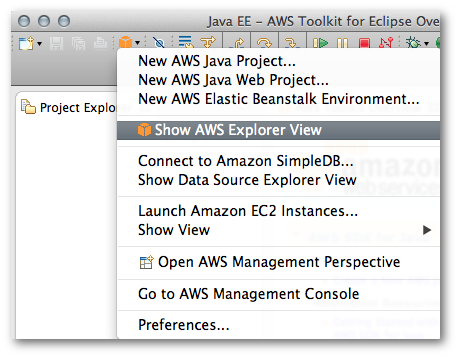 Java EE – AWS Toolkit for Eclipse Ove
New AWS Java Project...
New AWS Java Web Project...
New AWS Elastic Beanstalk Environment...
Project Explo
Show AWS Explorer View
Connect to Amazon SimpleDB...
Show Data Source Explorer View
Launch Amazon EC2 Instances...
Show View
Open AWS Management Perspective
Go to AWS Management Console
Preferences...